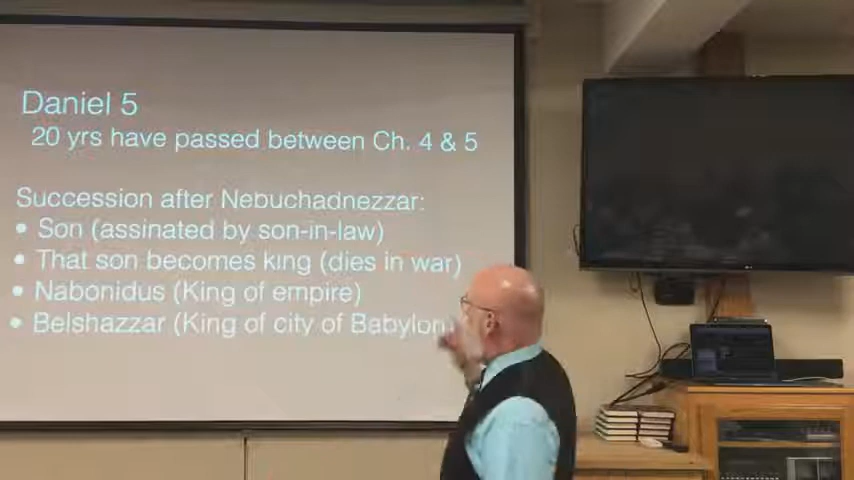 Daniel 5
20 yrs have passed between Ch. 4 & 5
Succession after Nebuchadnezzar:
• Son (assinated by son-in-law)
• That son becomes king (dies in war)
• Nabonidus (King of empire)
• Belshazzar (King of city of Babylon)